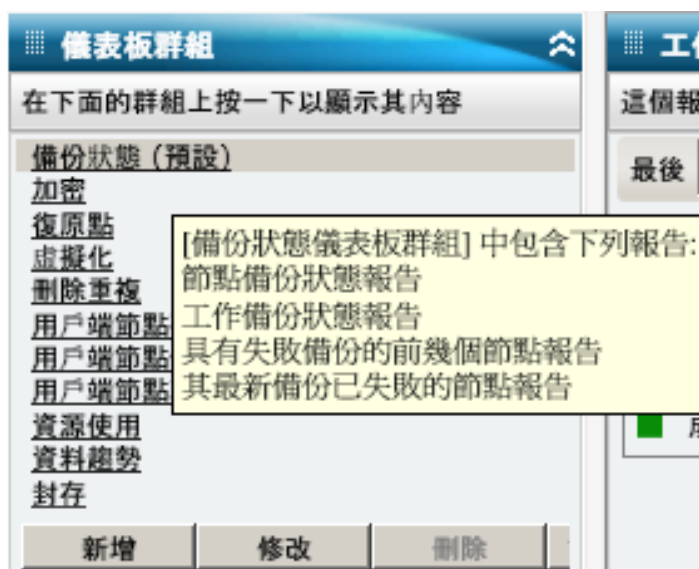 儀表板群組
在下面的群組上按一下以顯示其內容
備份狀態 (預設)
加密
復原點
虛擬化
刪除重複
用戶端節點
用戶端節點
用戶端節點
資源使用
資料趨勢
封存
新增
修改
刪除
[備份狀態儀表板群組] 中包含下列報告:
節點備份狀態報告
工作備份狀態報告
具有失敗備份的前幾個節點報告
其最新備份已失敗的節點報告
工
這個報
最後